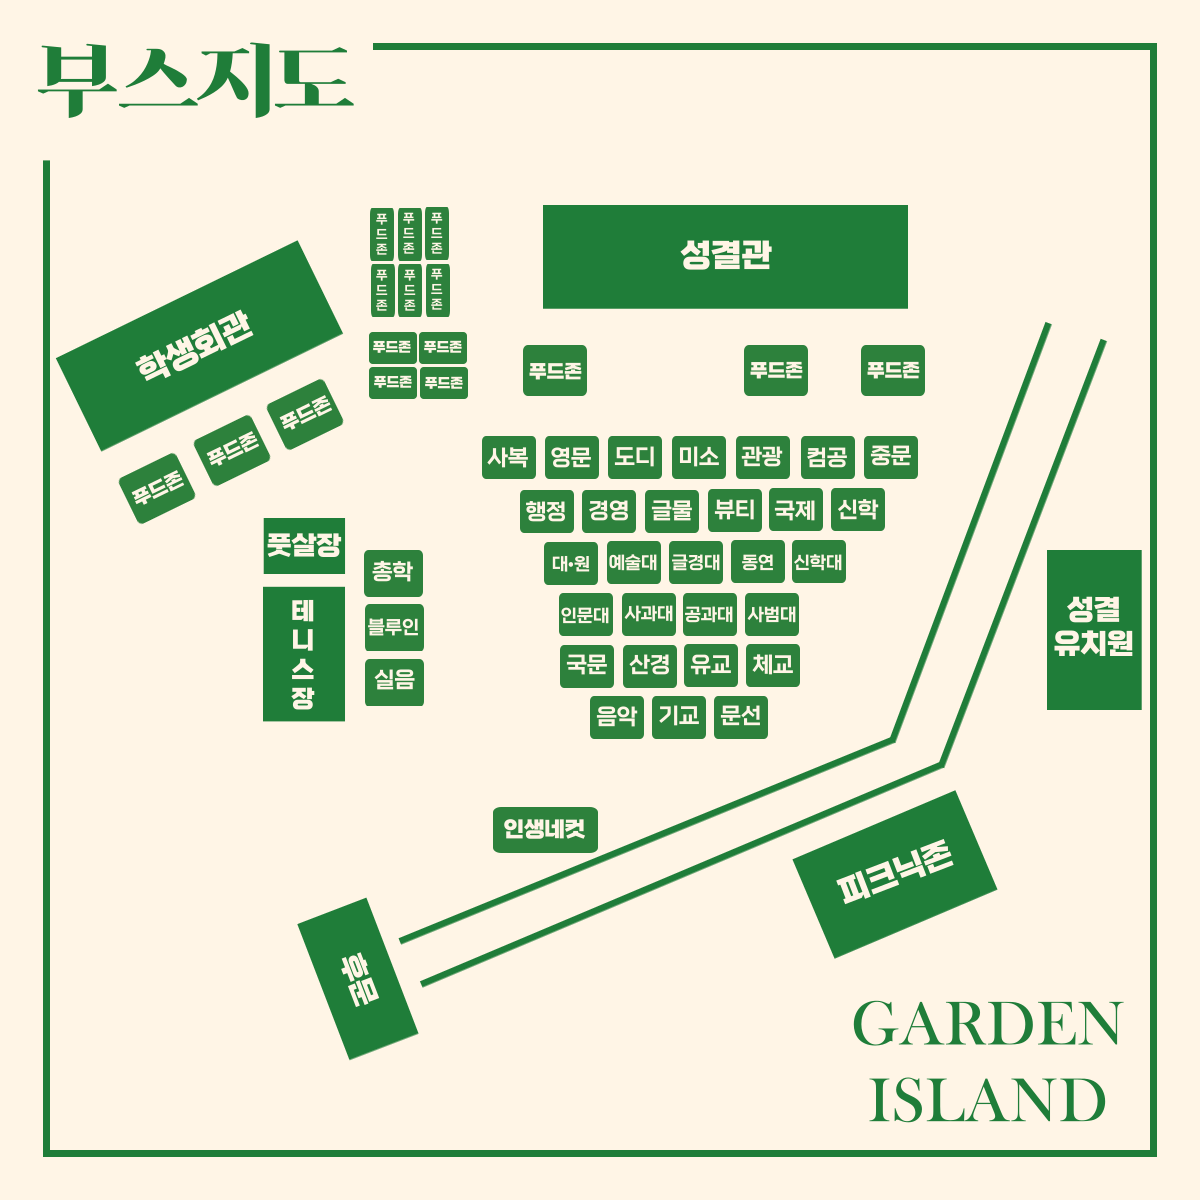 부스지도
푸드존 푸드존 푸드존
푸드존 푸드존 푸드존
성결관
학생회관
푸드존 푸드존
푸드존 푸드존
푸드존 푸드존 푸드존
푸드존 푸드존 푸드존
사복 영문 도디 미소 관광 컴공 중문
행정 경영 글물 뷰티 국제 신학
풋살장
대•원 예술대 글경대 동연 신학대
총학
테니스장
인문대 사과대 공과대 사범대
블루인
성결
유치원
국문 산경 유교 체교
실음
음악 기교 문선
인생네컷
피크닉존
후문
GARDEN
ISLAND